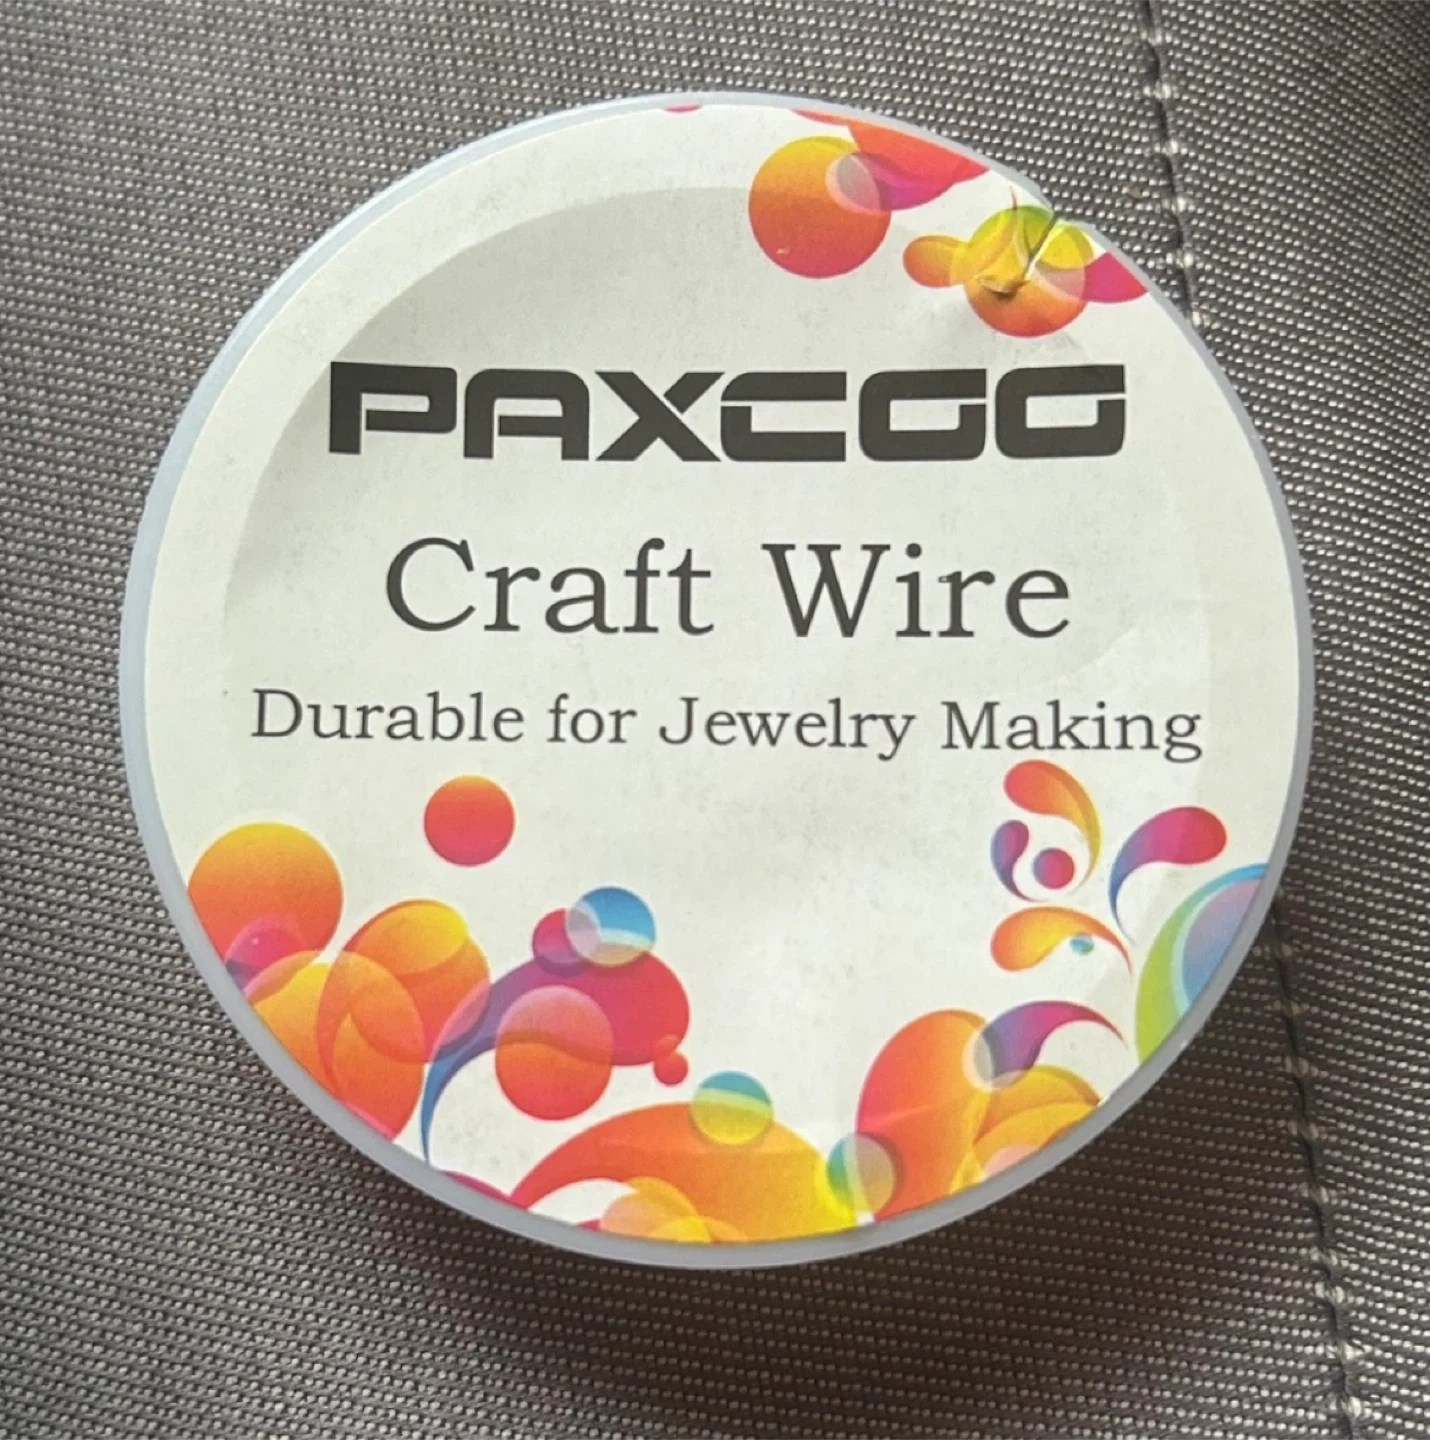 PAXCOO
Craft Wire
Durable for Jewelry Making